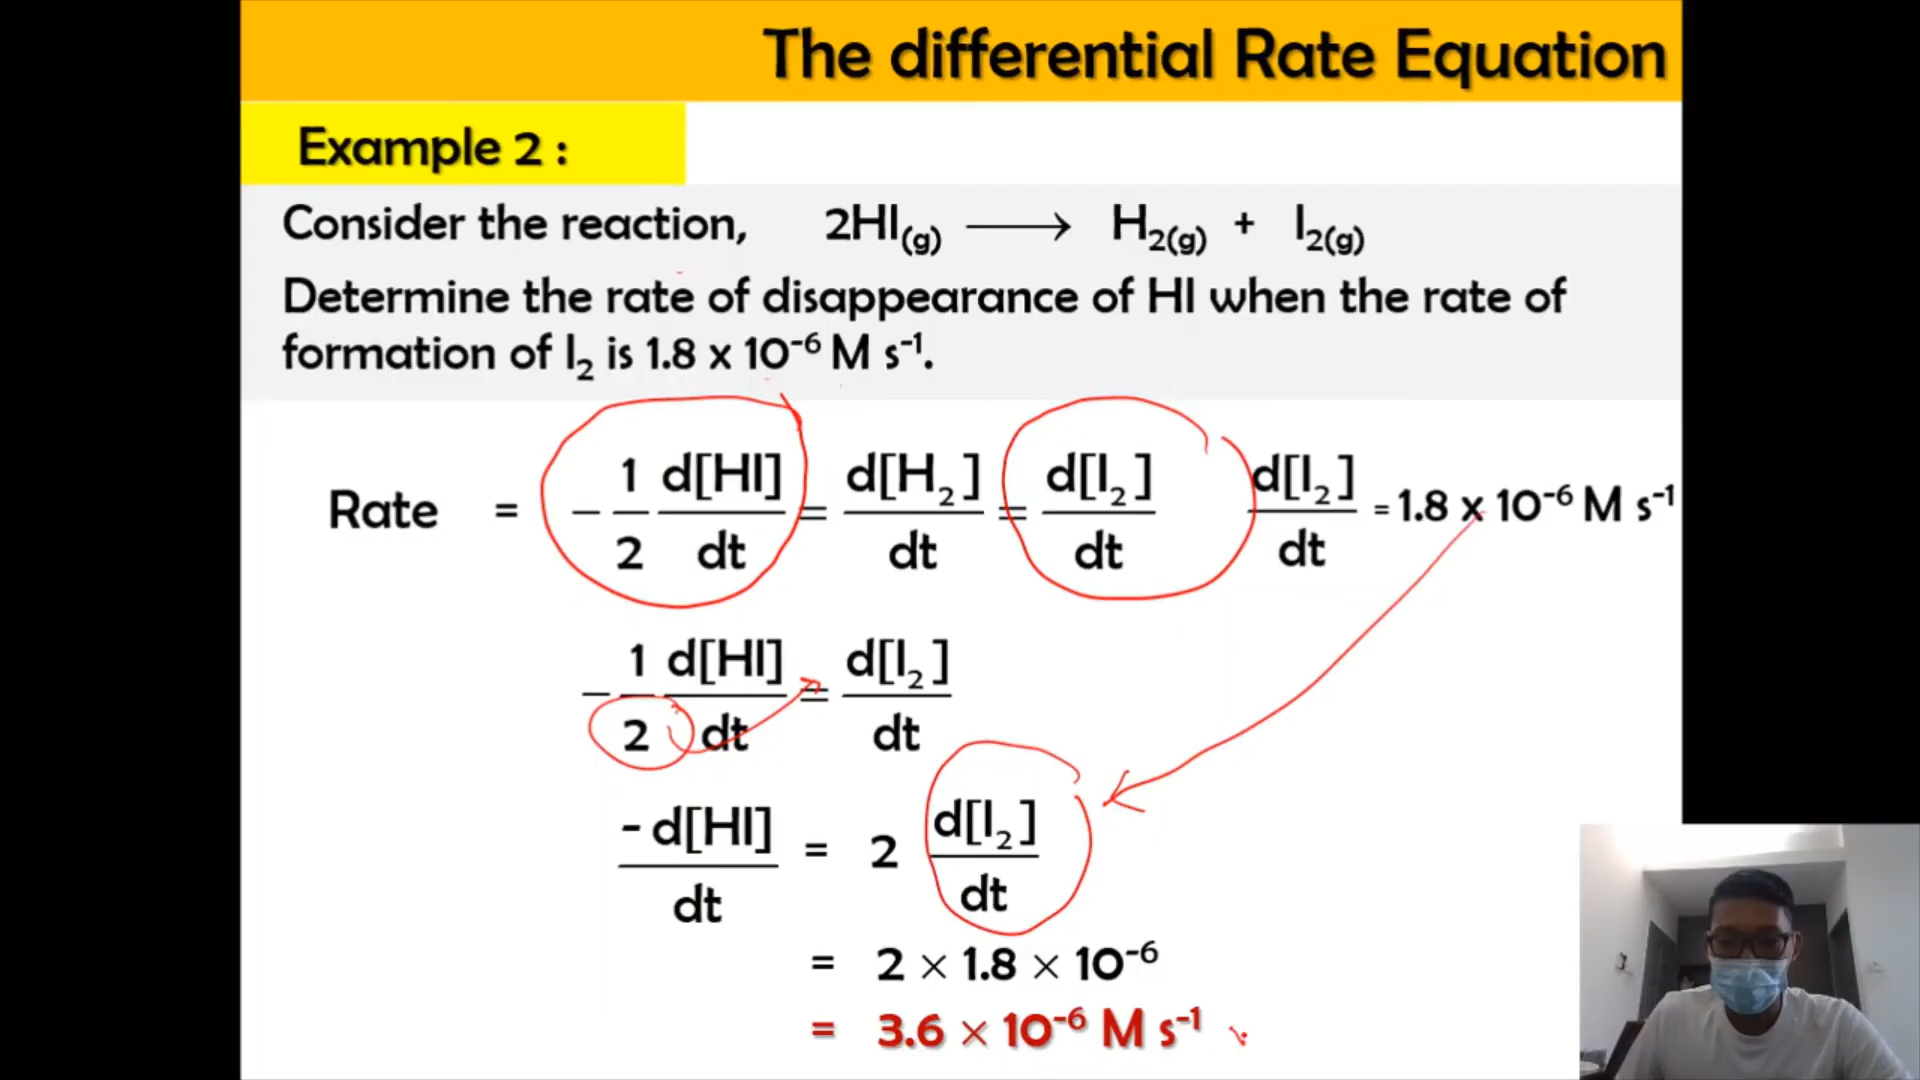 The differential Rate Equation
Example 2 :
Consider the reaction, 2HI(g) ⟶ H2(g) + I2(g)
Determine the rate of disappearance of HI when the rate of
formation of I2 is 1.8 x 10⁻⁶ M s⁻¹.
Rate = − 1/2 d[HI]/dt = d[H2]/dt = d[I2]/dt d[I2]/dt = 1.8 x 10⁻⁶ M s⁻¹
− 1/2 d[HI]/dt = d[I2]/dt
- d[HI]/dt = 2 d[I2]/dt
= 2 × 1.8 × 10⁻⁶
= 3.6 × 10⁻⁶ M s⁻¹